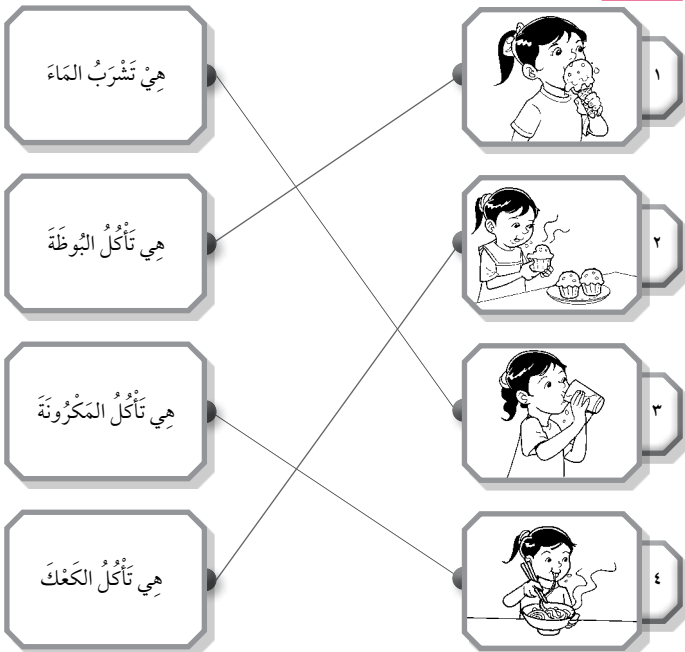 ١
هِيْ تَشْرَبُ المَاءَ
٢
هِي تَأْكُلُ البُوظَةَ
٣
هِي تَأْكُلُ المَكْرُونَةَ
٤
هِي تَأْكُلُ الكَعْكَ